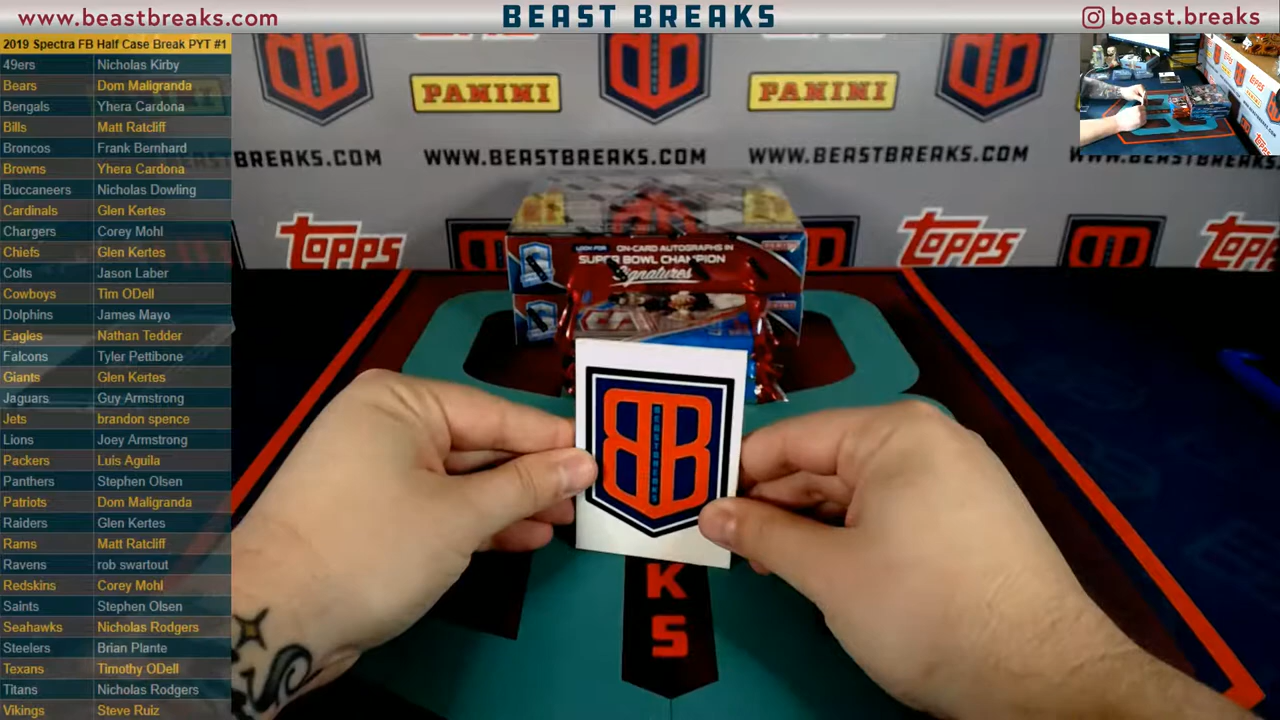 www.beastbreaks.com
BEAST BREAKS
beast.breaks
2019 Spectra FB Half Case Break PYT #1
49ers Nicholas Kirby
Bears Dom Maligranda
Bengals Yhera Cardona
Bills Matt Ratcliff
Broncos Frank Bernhard
Browns Yhera Cardona
Buccaneers Nicholas Dowling
Cardinals Glen Kertes
Chargers Corey Mohl
Chiefs Glen Kertes
Colts Jason Laber
Cowboys Tim ODell
Dolphins James Mayo
Eagles Nathan Tedder
Falcons Tyler Pettibone
Giants Glen Kertes
Jaguars Guy Armstrong
Jets brandon spence
Lions Joey Armstrong
Packers Luis Aguila
Panthers Stephen Olsen
Patriots Dom Maligranda
Raiders Glen Kertes
Rams Matt Ratcliff
Ravens rob swartout
Redskins Corey Mohl
Saints Stephen Olsen
Seahawks Nicholas Rodgers
Steelers Brian Plante
Texans Timothy ODell
Titans Nicholas Rodgers
Vikings Steve Ruiz
PANINI
PANINI
BREAKS.COM
WWW.BEASTBREAKS.COM
WWW.BEASTBREAKS.COM
topps
topps
topps
LOOK FOR ON-CARD AUTOGRAPHS IN
SUPER BOWL CHAMPION
Signatures
BB
BEASTBREAKS
KS
topps